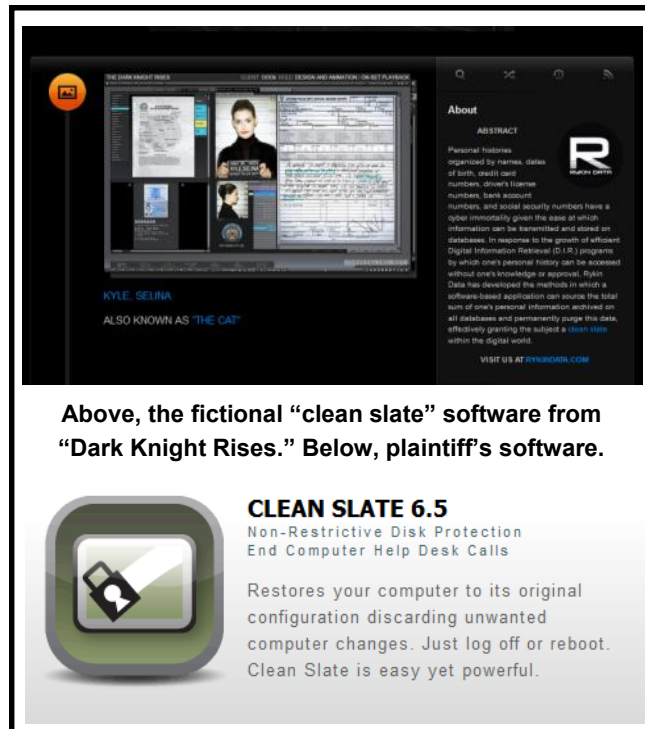 THE DARK KNIGHT RISES
DESIGN AND ANIMATION | ON-SET PLAYBACK
KYLE, SELINA
ALSO KNOWN AS "THE CAT"
About
ABSTRACT
Personal histories
organized by names, dates
of birth, credit card
numbers, driver's license
numbers, bank account
numbers, and social security numbers have a
cyber immortality given the ease at which
information can be transmitted and stored on
databases. In response to the growth of efficient
Digital Information Retrieval (D.I.R.) programs
by which one's personal history can be accessed
without one's knowledge or approval, Rykin
Data has developed the methods in which a
software-based application can source the total
sum of one's personal information archived on
all databases and permanently purge this data,
effectively granting the subject a clean slate
within the digital world.
R
RYKIN DATA
VISIT US AT RYKINDATA.COM
Above, the fictional “clean slate” software from
“Dark Knight Rises.” Below, plaintiff’s software.
CLEAN SLATE 6.5
Non-Restrictive Disk Protection
End Computer Help Desk Calls
Restores your computer to its original
configuration discarding unwanted
computer changes. Just log off or reboot.
Clean Slate is easy yet powerful.